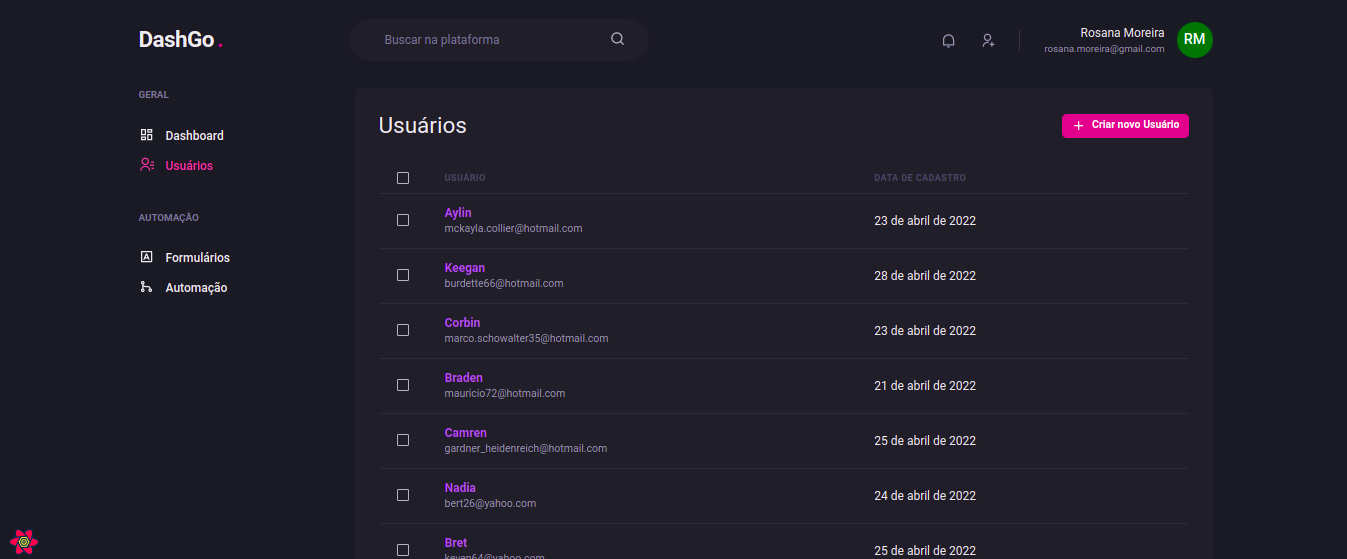 DashGo.
Buscar na plataforma
Rosana Moreira
rosana.moreira@gmail.com
RM
GERAL
Dashboard
Usuários
AUTOMAÇÃO
Formulários
Automação
Usuários
+ Criar novo Usuário
USUÁRIO DATA DE CADASTRO
Aylin
mckayla.collier@hotmail.com
23 de abril de 2022
Keegan
burdette66@hotmail.com
28 de abril de 2022
Corbin
marco.schowalter35@hotmail.com
23 de abril de 2022
Braden
mauricio72@hotmail.com
21 de abril de 2022
Camren
gardner_heidenreich@hotmail.com
25 de abril de 2022
Nadia
bert26@yahoo.com
24 de abril de 2022
Bret
keven64@yahoo.com
25 de abril de 2022